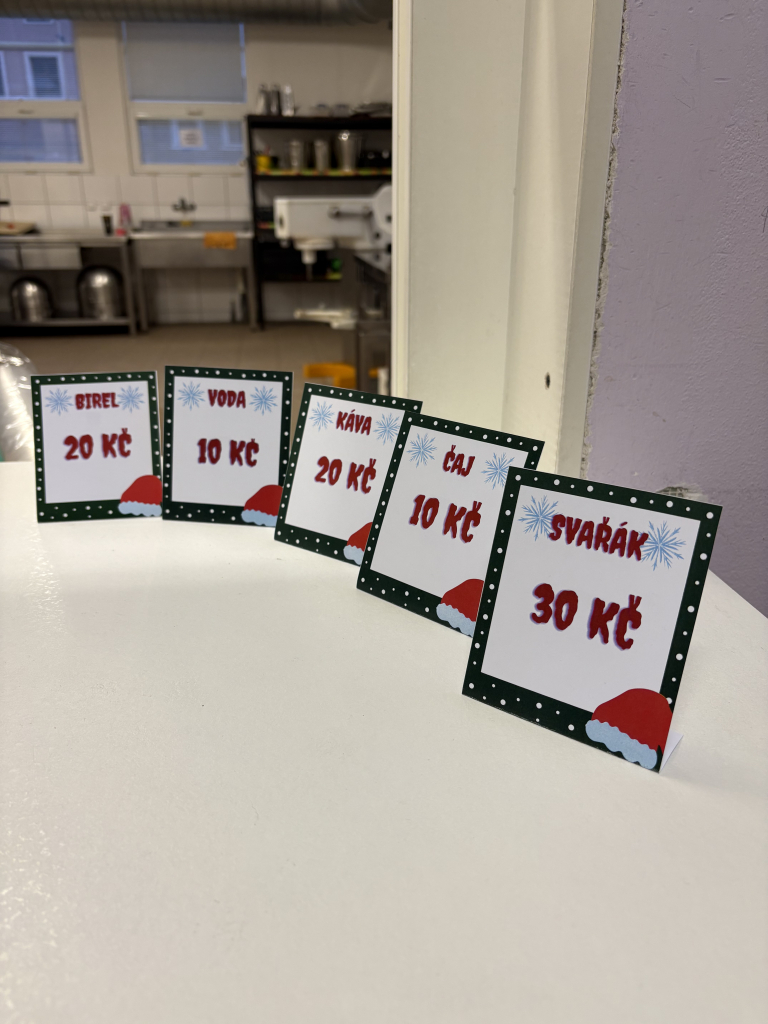 BIREL
20 KČ
VODA
10 KČ
KÁVA
20 KČ
ČAJ
10 KČ
SVAŘÁK
30 KČ